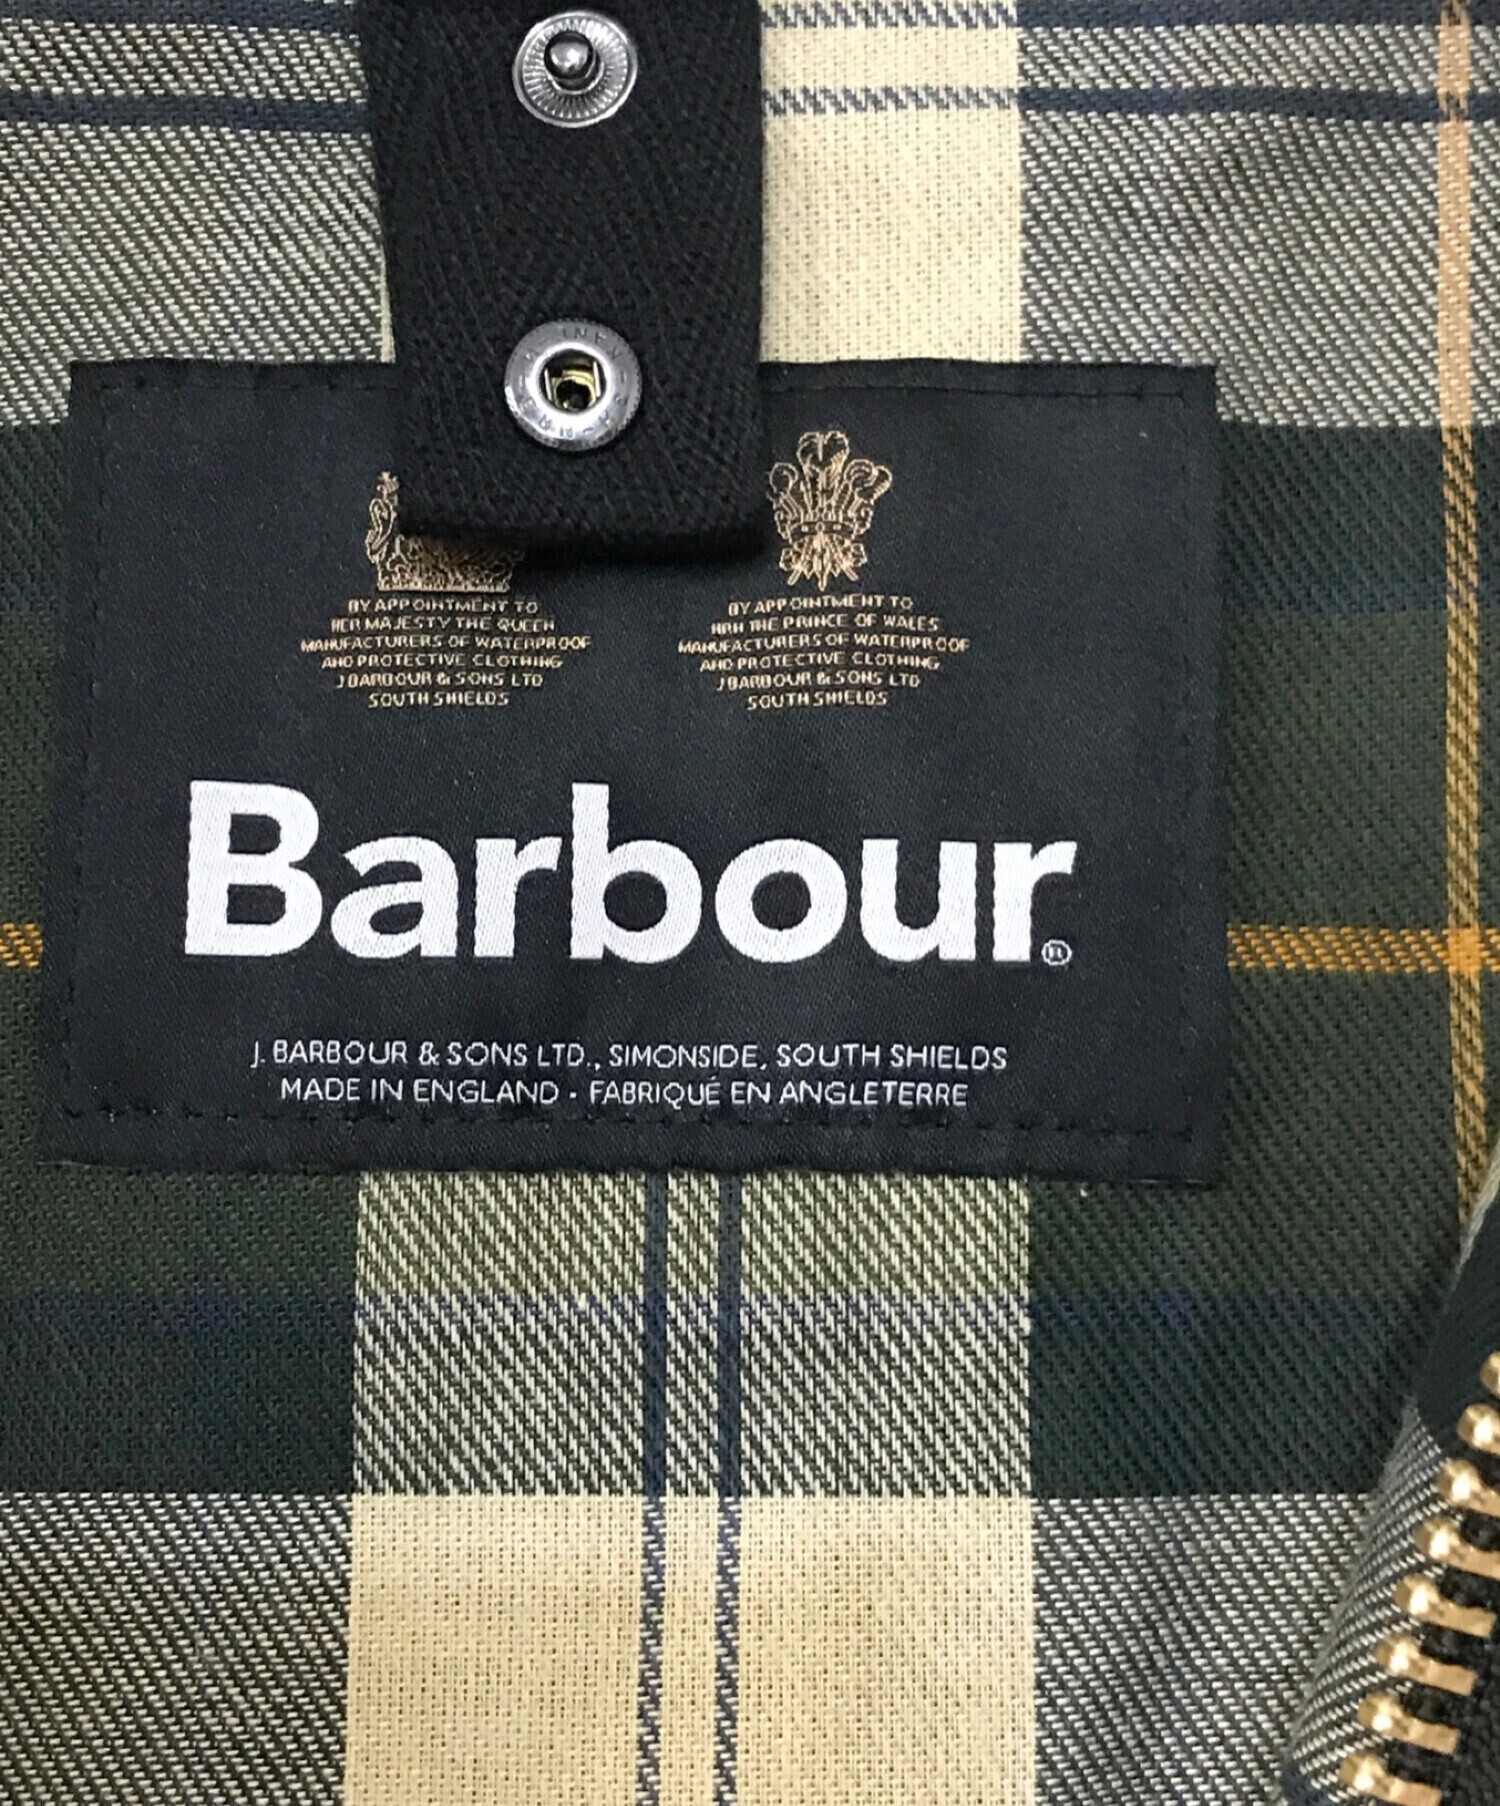 BY APPOINTMENT TO
HER MAJESTY THE QUEEN
MANUFACTURERS OF WATERPROOF
AND PROTECTIVE CLOTHING
J BARBOUR & SONS LTD
SOUTH SHIELDS
BY APPOINTMENT TO
HRH THE PRINCE OF WALES
MANUFACTURERS OF WATERPROOF
AND PROTECTIVE CLOTHING
J BARBOUR & SONS LTD
SOUTH SHIELDS
Barbour®
J. BARBOUR & SONS LTD., SIMONSIDE, SOUTH SHIELDS
MADE IN ENGLAND · FABRIQUÉ EN ANGLETERRE